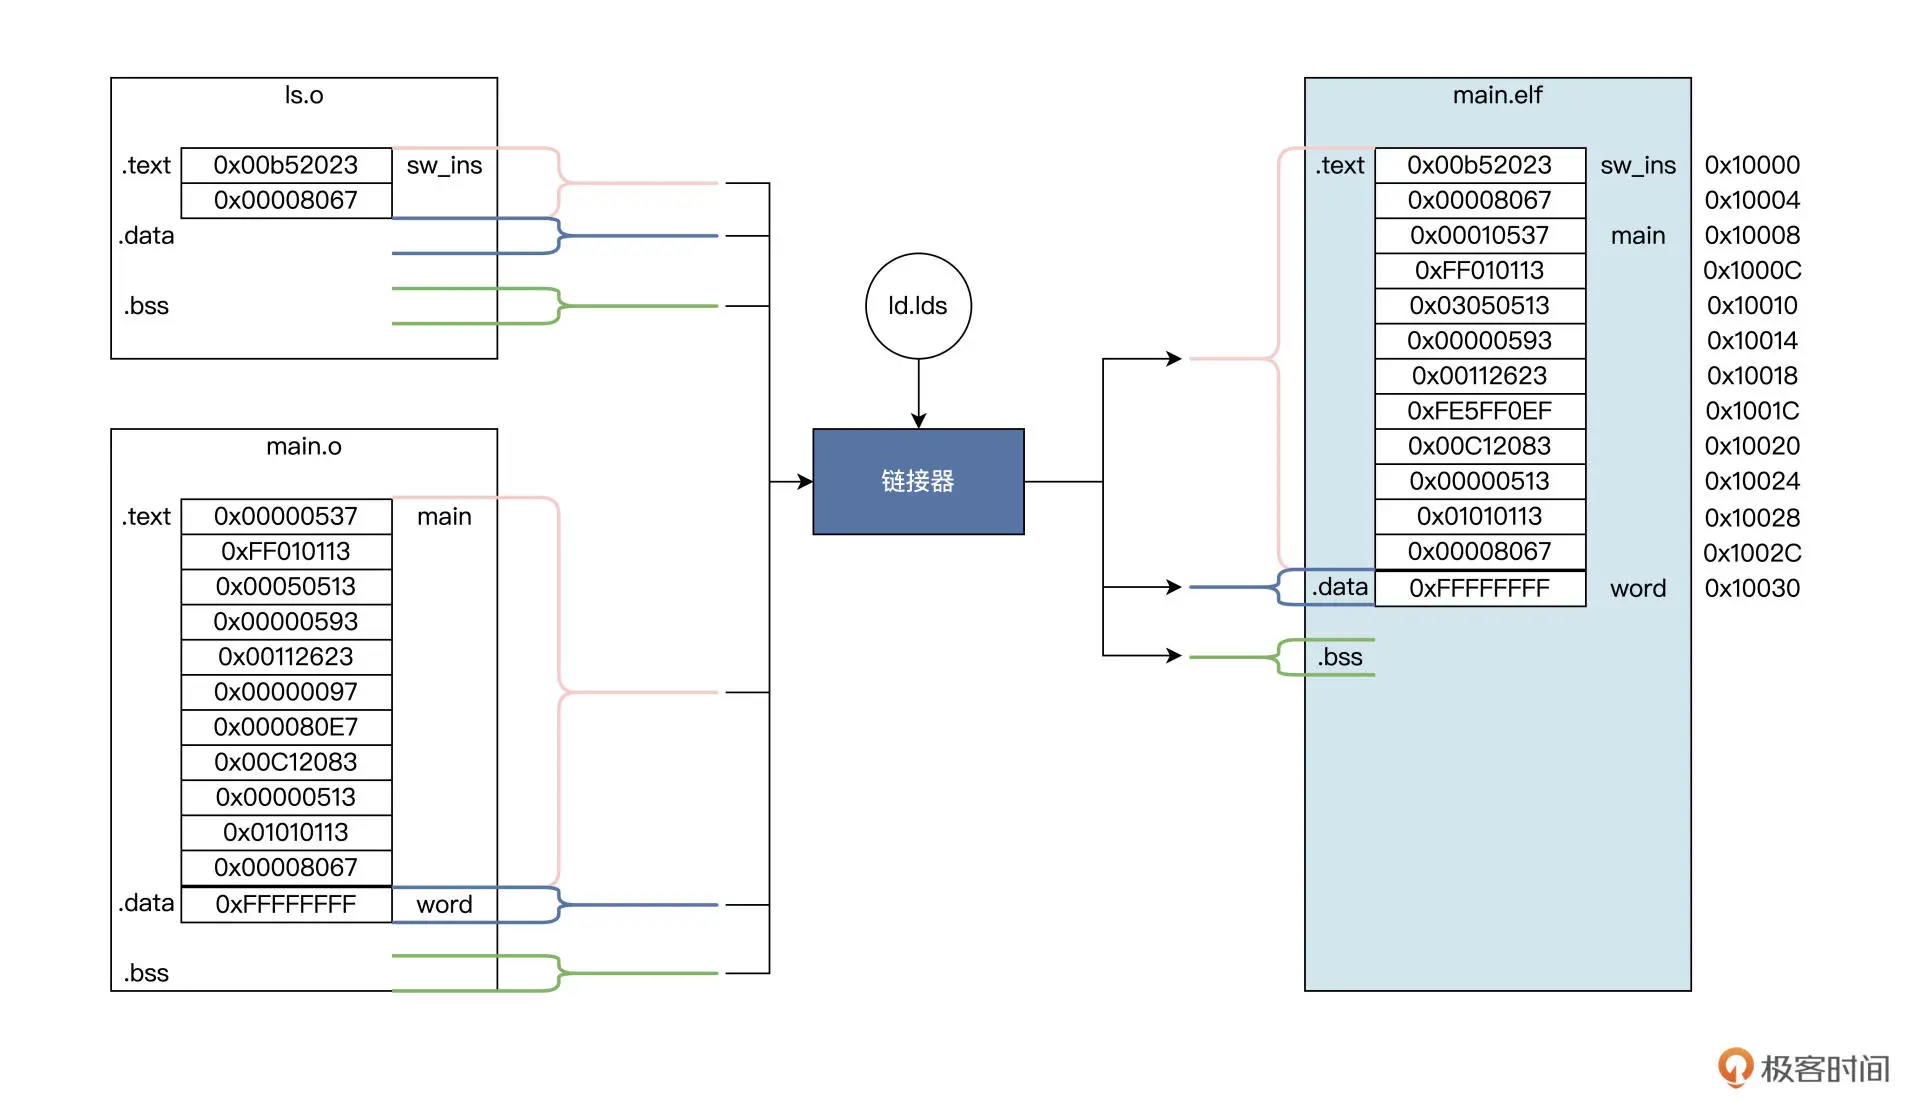 ls.o
.text 0x00b52023 sw_ins
0x00008067
.data
.bss
main.o
.text 0x00000537 main
0xFF010113
0x00050513
0x00000593
0x00112623
0x00000097
0x000080E7
0x00C12083
0x00000513
0x01010113
0x00008067
.data 0xFFFFFFFF word
.bss
ld.lds
链接器
main.elf
.text 0x00b52023 sw_ins 0x10000
0x00008067 0x10004
0x00010537 main 0x10008
0xFF010113 0x1000C
0x03050513 0x10010
0x00000593 0x10014
0x00112623 0x10018
0xFE5FF0EF 0x1001C
0x00C12083 0x10020
0x00000513 0x10024
0x01010113 0x10028
0x00008067 0x1002C
.data 0xFFFFFFFF word 0x10030
.bss
极客时间